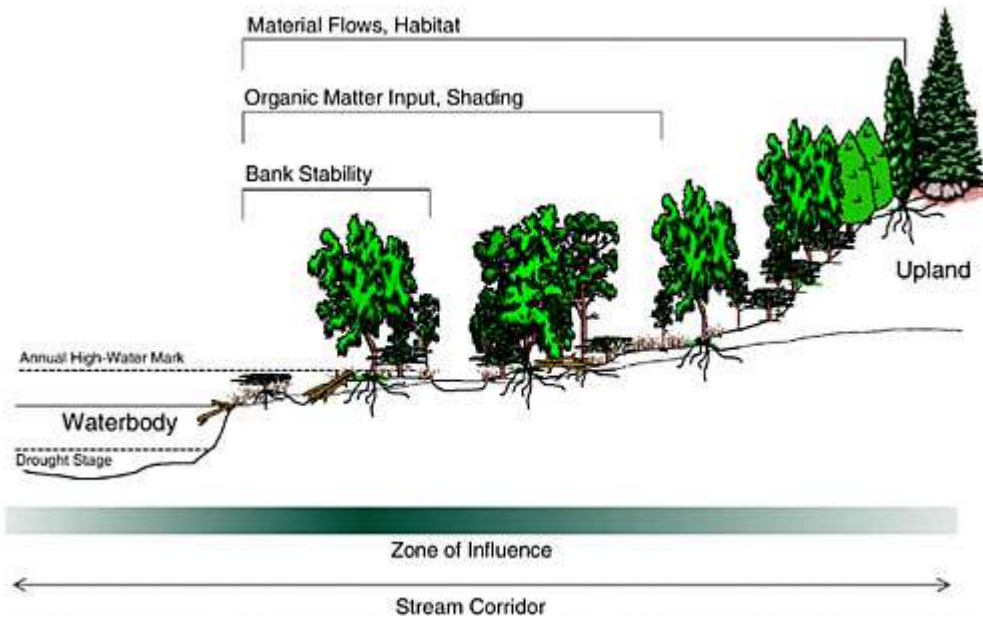 Material Flows, Habitat
Organic Matter Input, Shading
Bank Stability
Upland
Annual High-Water Mark
Waterbody
Drought Stage
Zone of Influence
Stream Corridor